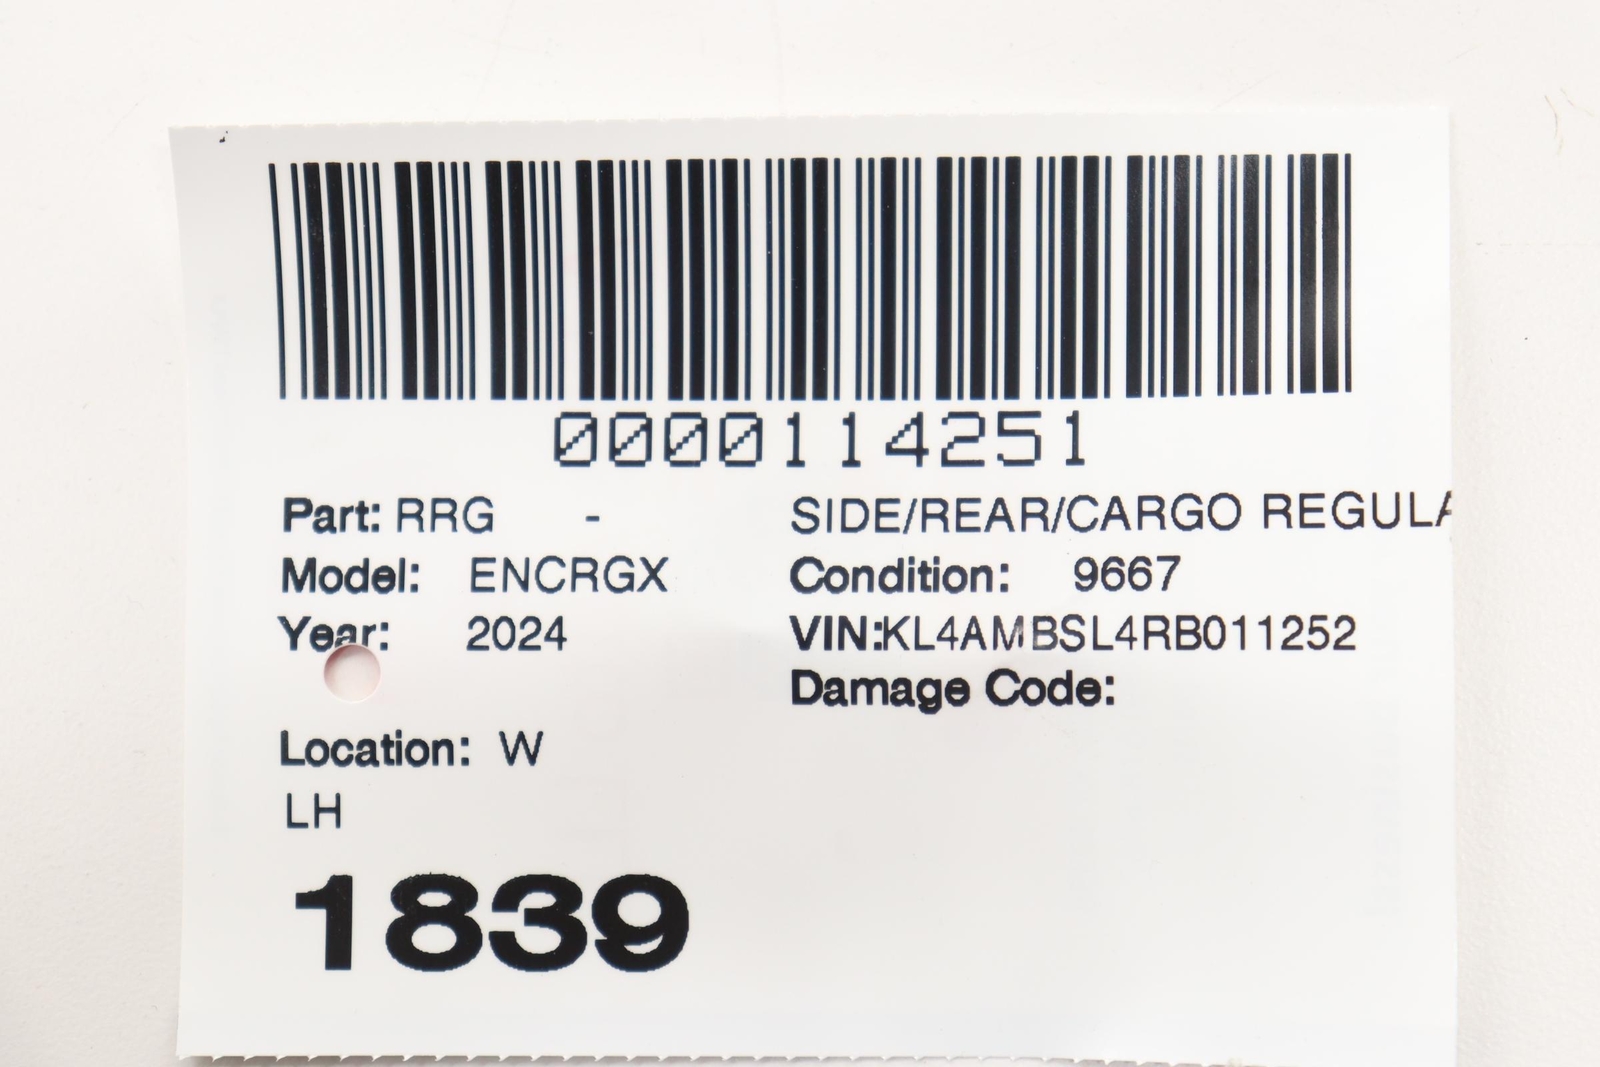 0000114251
Part: RRG - SIDE/REAR/CARGO REGULA
Model: ENCRGX Condition: 9667
Year: 2024 VIN:KL4AMBSL4RB011252
Damage Code:
Location: W
LH
1839